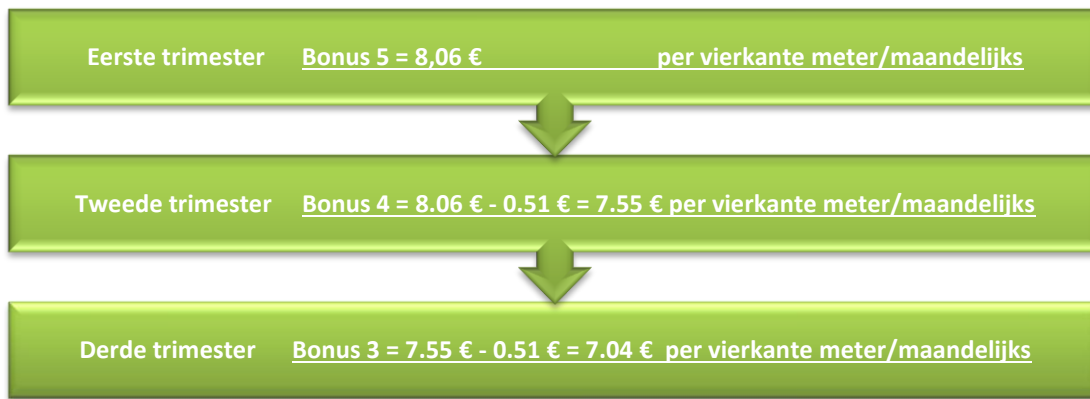 Eerste trimester Bonus 5 = 8,06 € per vierkante meter/maandelijks
Tweede trimester Bonus 4 = 8.06 € - 0.51 € = 7.55 € per vierkante meter/maandelijks
Derde trimester Bonus 3 = 7.55 € - 0.51 € = 7.04 € per vierkante meter/maandelijks